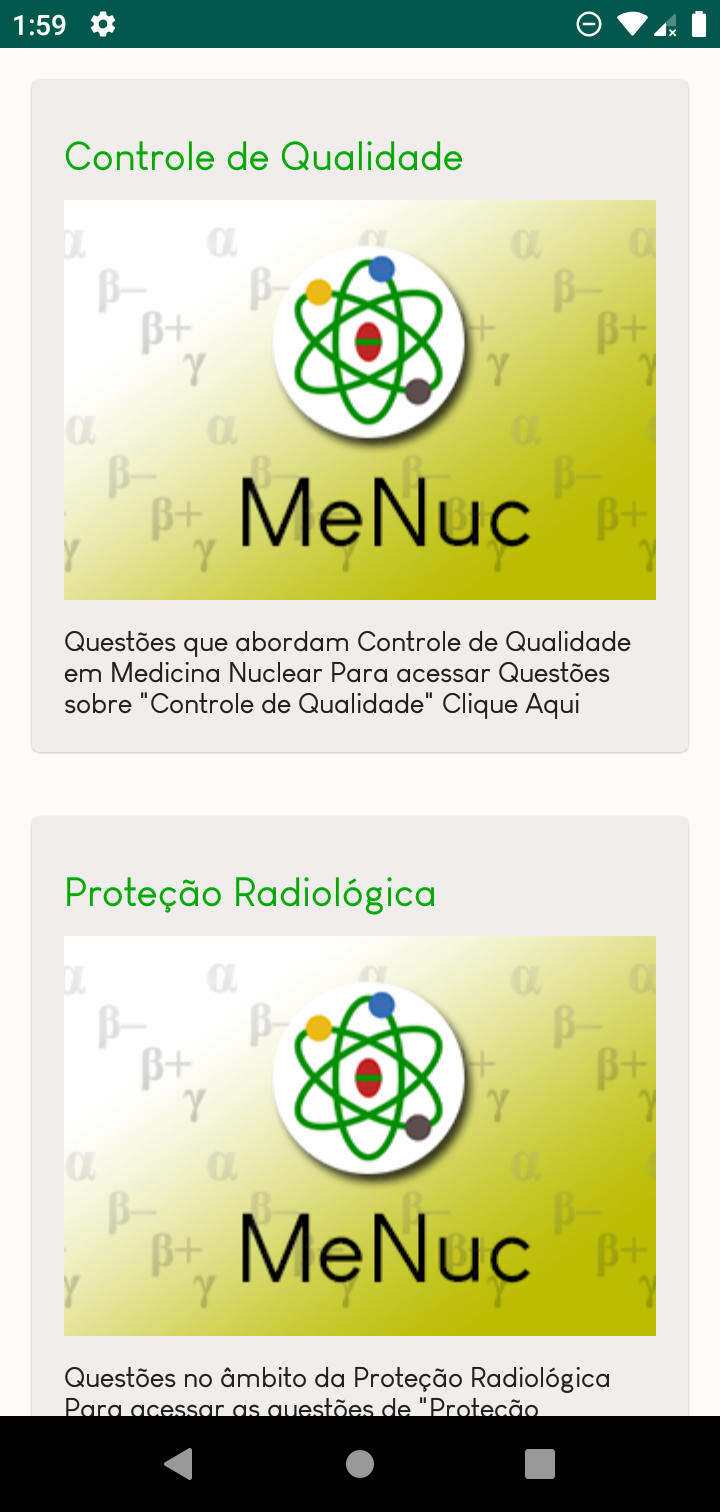 1:59
Controle de Qualidade
α α α α α
β– β– β–
β+ + β+
γ γ γ
α α α
β– β– β– β–
β+ β+ β+ β+
γ γ γ γ γ
MeNuc
Questões que abordam Controle de Qualidade
em Medicina Nuclear Para acessar Questões
sobre "Controle de Qualidade" Clique Aqui
Proteção Radiológica
α α α α α
β– β– β–
β+ + β+
γ γ γ
α α α
β– β– β– β–
β+ β+ β+ β+
γ γ γ γ γ
MeNuc
Questões no âmbito da Proteção Radiológica
Para acessar as questões de "Proteção